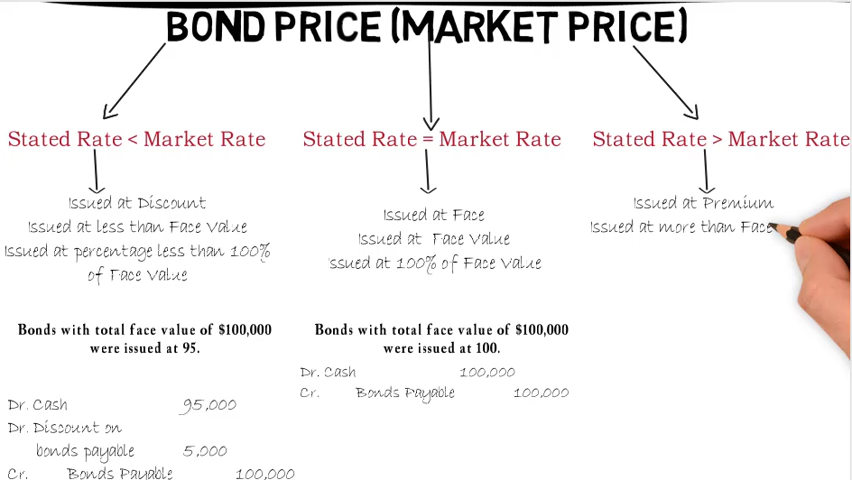 BOND PRICE (MARKET PRICE)
Stated Rate < Market Rate
Issued at Discount
Issued at less than Face Value
Issued at percentage less than 100%
of Face Value
Bonds with total face value of $100,000
were issued at 95.
Dr. Cash 95,000
Dr. Discount on
bonds payable 5,000
Cr. Bonds Payable 100,000
Stated Rate = Market Rate
Issued at Face
Issued at Face Value
ssued at 100% of Face Value
Bonds with total face value of $100,000
were issued at 100.
Dr. Cash 100,000
Cr. Bonds Payable 100,000
Stated Rate > Market Rate
Issued at Premium
Issued at more than Face